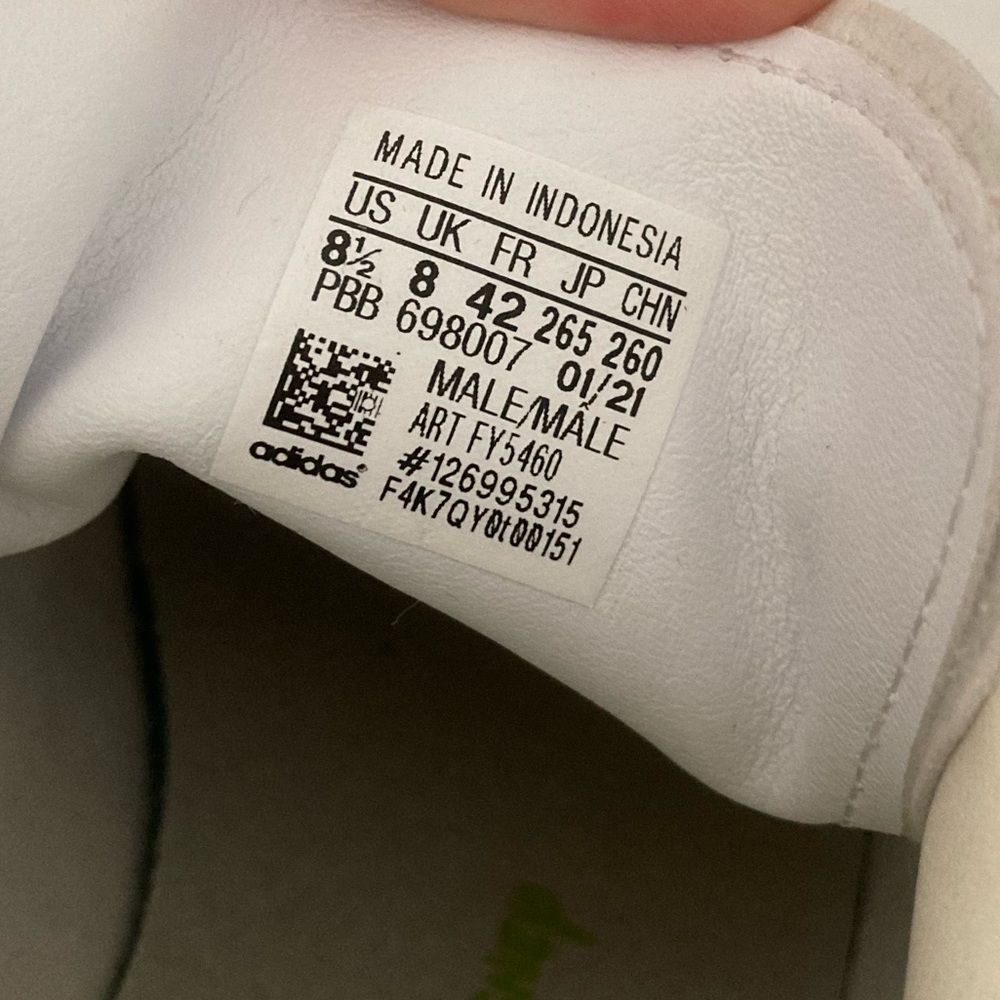 MADE IN INDONESIA
US UK FR JP CHN
8½ 8 42 265 260
PBB 698007 01/21
MALE/MÂLE
ART FY5460
#126995315
F4K7QY0t00151
adidas®